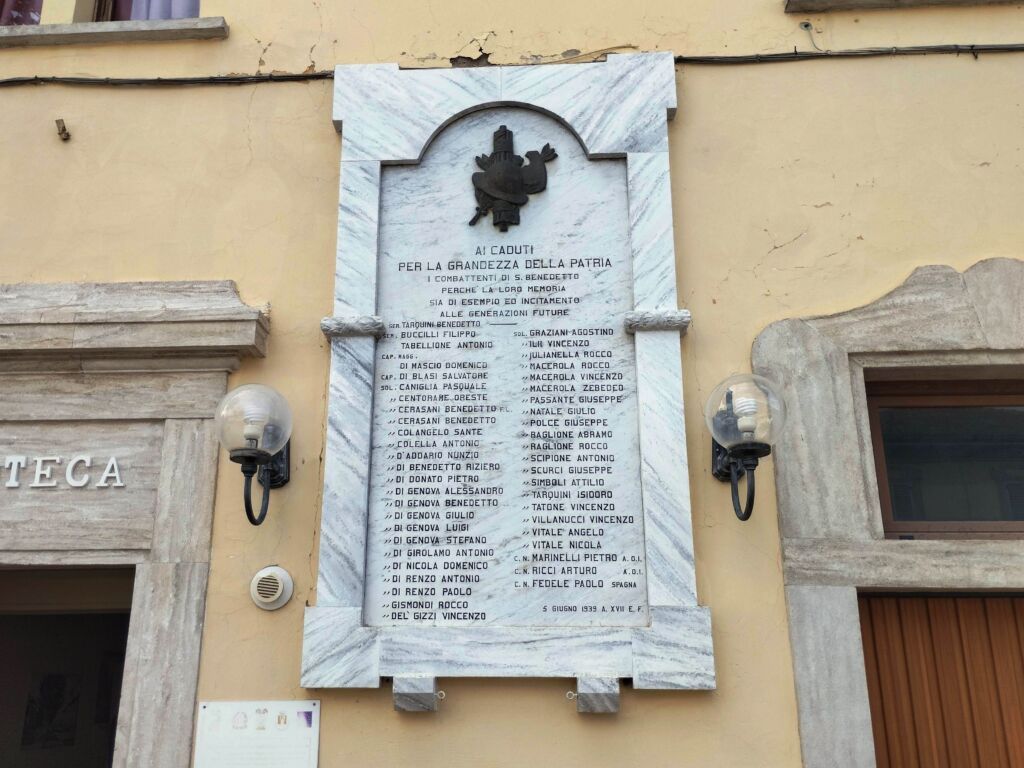 AI CADUTI
PER LA GRANDEZZA DELLA PATRIA
I COMBATTENTI DI S. BENEDETTO
PERCHÈ LA LORO MEMORIA
SIA DI ESEMPIO ED INCITAMENTO
ALLE GENERAZIONI FUTURE
SER. TARQUINI BENEDETTO
SER. BUCCILLI FILIPPO
TABELLIONE ANTONIO
CAP. MAGG.
DI MASCIO DOMENICO
CAP. DI BLASI SALVATORE
SOL. CANIGLIA PASQUALE
,, CENTORAME ORESTE
,, CERASANI BENEDETTO F.L.
,, CERASANI BENEDETTO
,, COLANGELO SANTE
,, COLELLA ANTONIO
,, D'ADDARIO NUNZIO
,, DI BENEDETTO RIZIERO
,, DI DONATO PIETRO
,, DI GENOVA ALESSANDRO
,, DI GENOVA BENEDETTO
,, DI GENOVA GIULIO
,, DI GENOVA LUIGI
,, DI GENOVA STEFANO
,, DI GIROLAMO ANTONIO
,, DI NICOLA DOMENICO
,, DI RENZO ANTONIO
,, DI RENZO PAOLO
,, GISMONDI ROCCO
,, DEL' GIZZI VINCENZO
SOL. GRAZIANI AGOSTINO
,, ILII VINCENZO
,, JULIANELLA ROCCO
,, MACEROLA ROCCO
,, MACEROLA VINCENZO
,, MACEROLA ZEBEDEO
,, PASSANTE GIUSEPPE
,, NATALE GIULIO
,, POLCE GIUSEPPE
,, RAGLIONE ABRAMO
,, RAGLIONE ROCCO
,, SCIPIONE ANTONIO
,, SCURCI GIUSEPPE
,, SIMBOLI ATTILIO
,, TARQUINI ISIDORO
,, TATONE VINCENZO
,, VILLANUCCI VINCENZO
,, VITALE ANGELO
,, VITALE NICOLA
C.N. MARINELLI PIETRO A.O.I.
C.N. RICCI ARTURO A.O.I.
C.N. FEDELE PAOLO SPAGNA
5 GIUGNO 1939 A. XVII E.F.
TECA